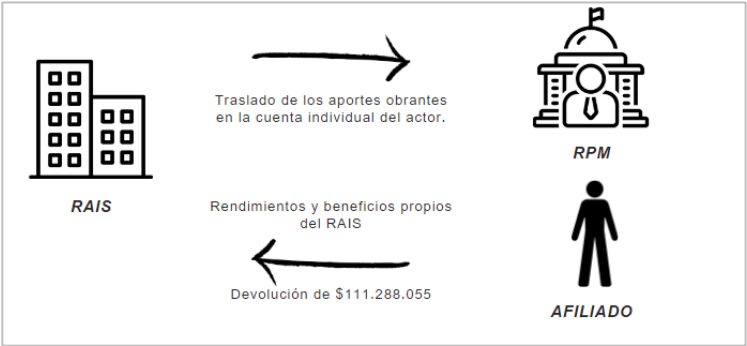 Traslado de los aportes obrantes
en la cuenta individual del actor.
RPM
RAIS
Rendimientos y beneficios propios
del RAIS
Devolución de $111.288.055
AFILIADO